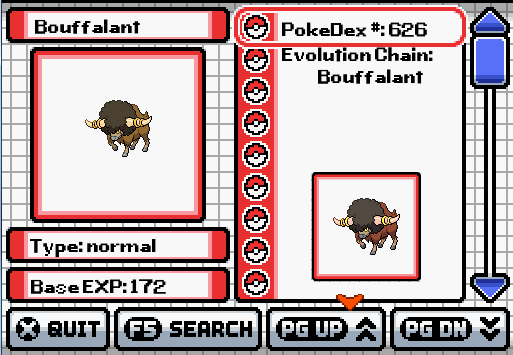 Bouffalant
PokeDex #: 626
Evolution Chain:
Bouffalant
Type: normal
Base EXP: 172
X QUIT
F5 SEARCH
PG UP
PG DN